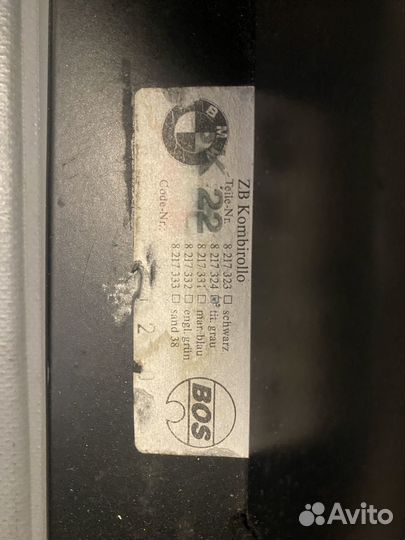 BMW
ZB Kombirollo
Teile-Nr. 8 217 323 schwarz
8 217 324 tit. grau
8 217 331 mar. blau
8 217 332 engl. grün
Code-Nr. 8 217 333 sand 38
22
BOS
Avito